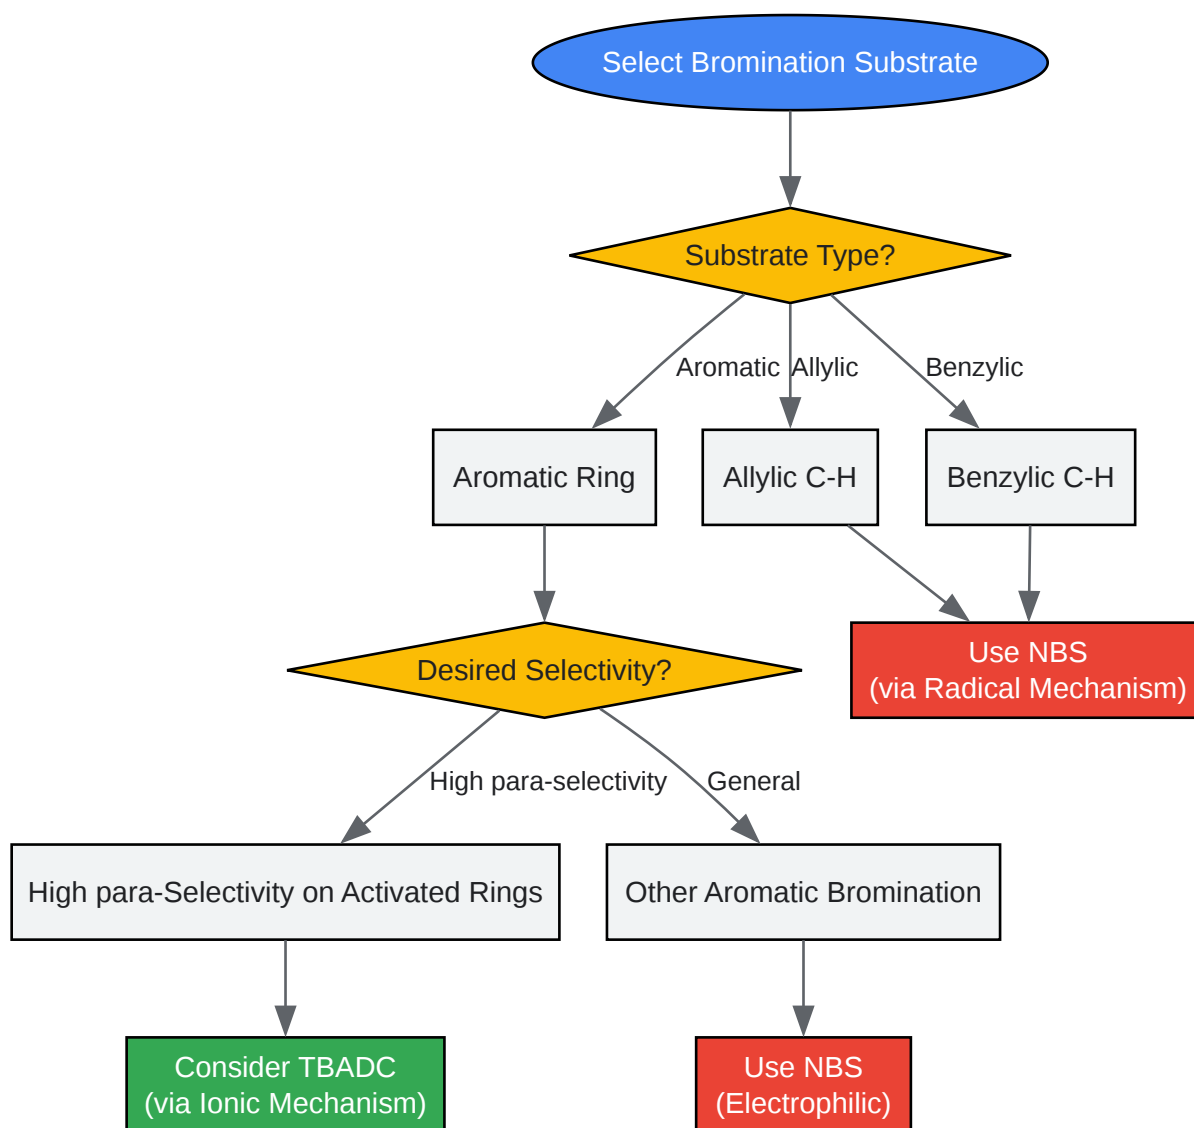 Select Bromination Substrate
Substrate Type?
Aromatic
Allylic
Benzylic
Aromatic Ring
Allylic C-H
Benzylic C-H
Desired Selectivity?
Use NBS
(via Radical Mechanism)
High para-selectivity
General
High para-Selectivity on Activated Rings
Other Aromatic Bromination
Consider TBADC
(via Ionic Mechanism)
Use NBS
(Electrophilic)